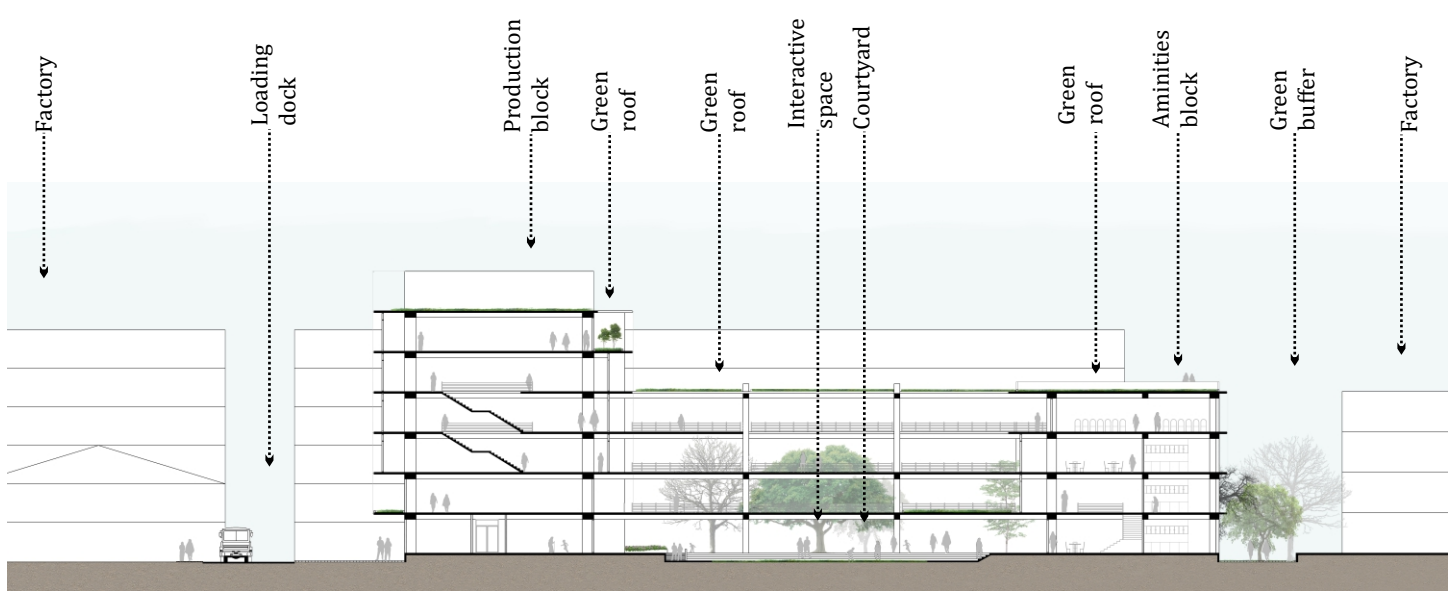 Factory
Loading
dock
Production
block
Green
roof
Green
roof
Interactive
space
Courtyard
Green
roof
Aminities
block
Green
buffer
Factory